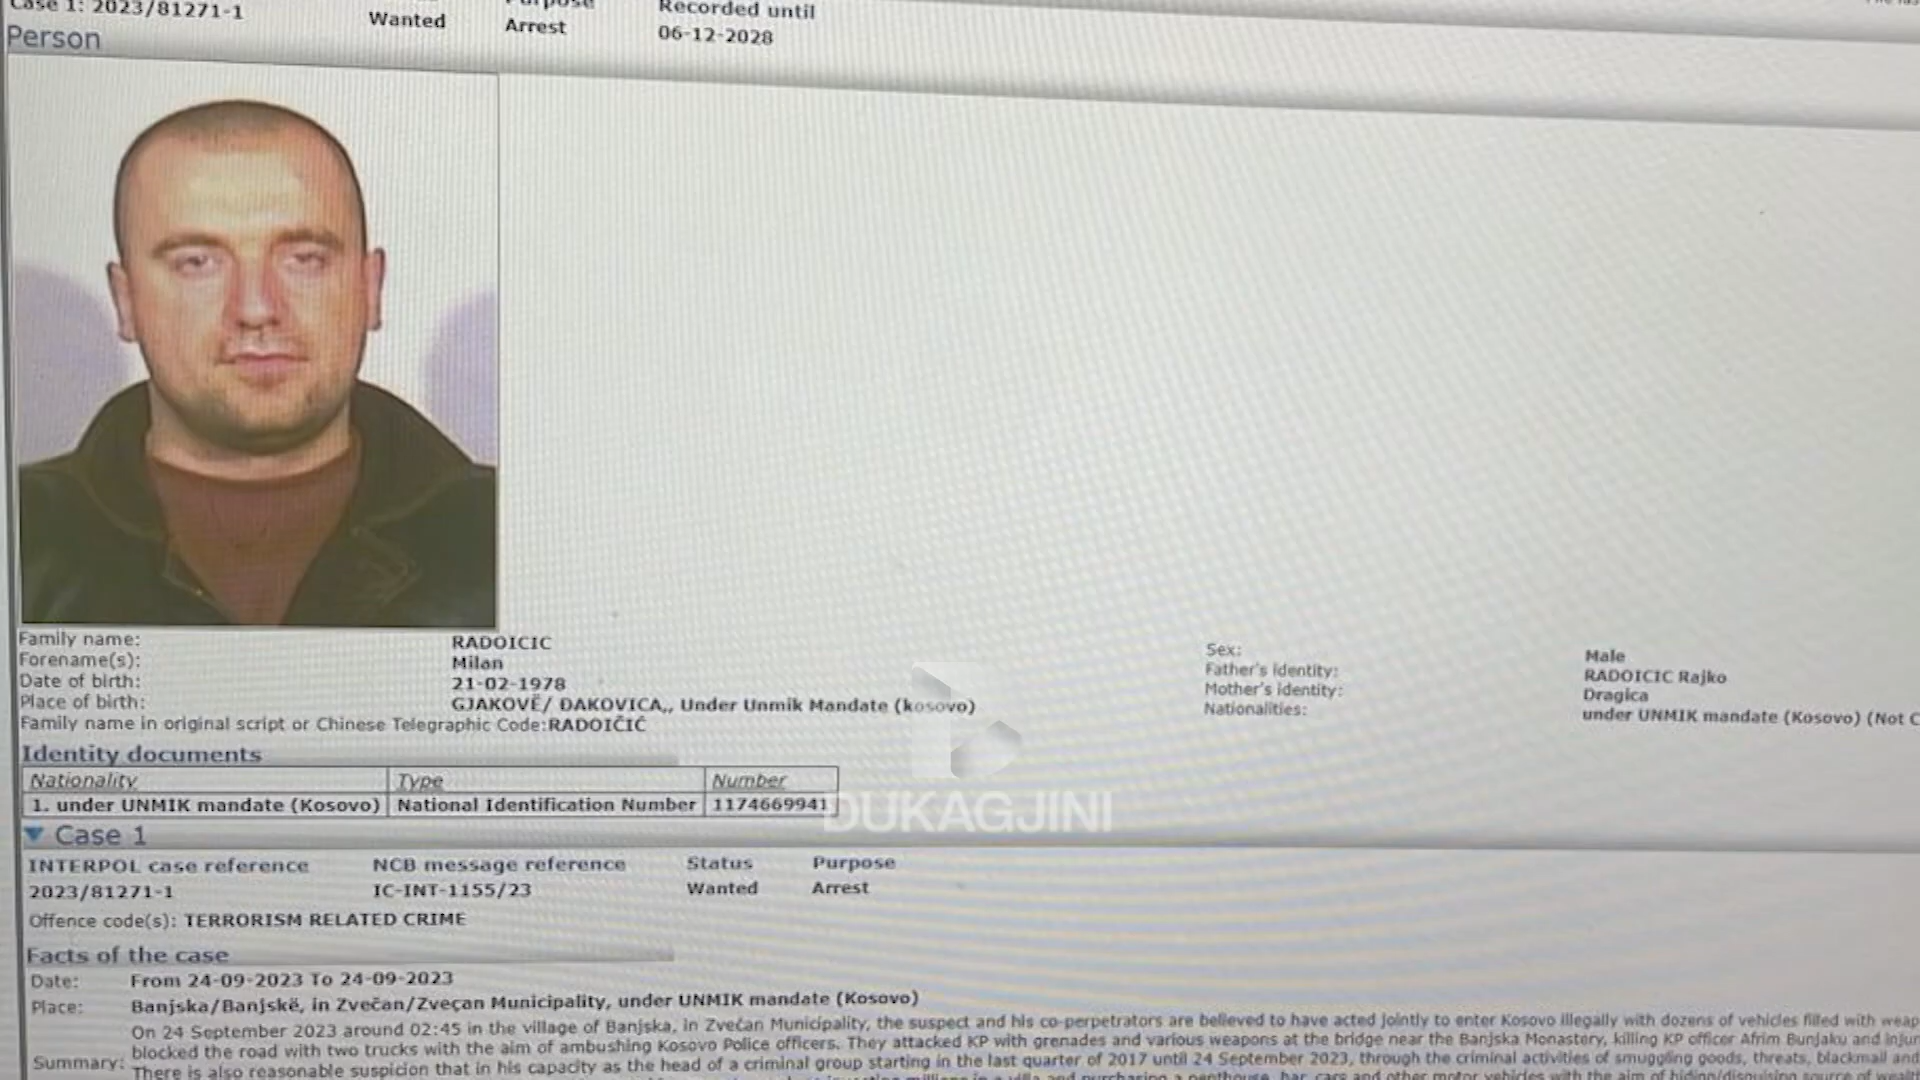 Case 1: 2023/81271-1 Wanted Arrest Recorded until
06-12-2028
Person
Family name: RADOICIC
Forename(s): Milan
Date of birth: 21-02-1978
Place of birth: GJAKOVË/ ĐAKOVICA,, Under Unmik Mandate (kosovo)
Family name in original script or Chinese Telegraphic Code:RADOIČIĆ
Sex: Male
Father's identity: RADOICIC Rajko
Mother's identity: Dragica
Nationalities: under UNMIK mandate (Kosovo) (Not
Identity documents
Nationality Type Number
1. under UNMIK mandate (Kosovo) National Identification Number 1174669941
DUKAGJINI
Case 1
INTERPOL case reference NCB message reference Status Purpose
2023/81271-1 IC-INT-1155/23 Wanted Arrest
Offence code(s): TERRORISM RELATED CRIME
Facts of the case
Date: From 24-09-2023 To 24-09-2023
Place: Banjska/Banjskë, in Zvečan/Zveçan Municipality, under UNMIK mandate (Kosovo)
On 24 September 2023 around 02:45 in the village of Banjska, in Zvečan Municipality, the suspect and his co-perpetrators are believed to have acted jointly to enter Kosovo illegally with dozens of vehicles filled with
blocked the road with two trucks with the aim of ambushing Kosovo Police officers. They attacked KP with grenades and various weapons at the bridge near the Banjska Monastery, killing KP officer Afrim Bunjaku and
Summary: There is also reasonable suspicion that in his capacity as the head of a criminal group starting in the last quarter of 2017 until 24 September 2023, through the criminal activities of smuggling goods, threats, blackmail and